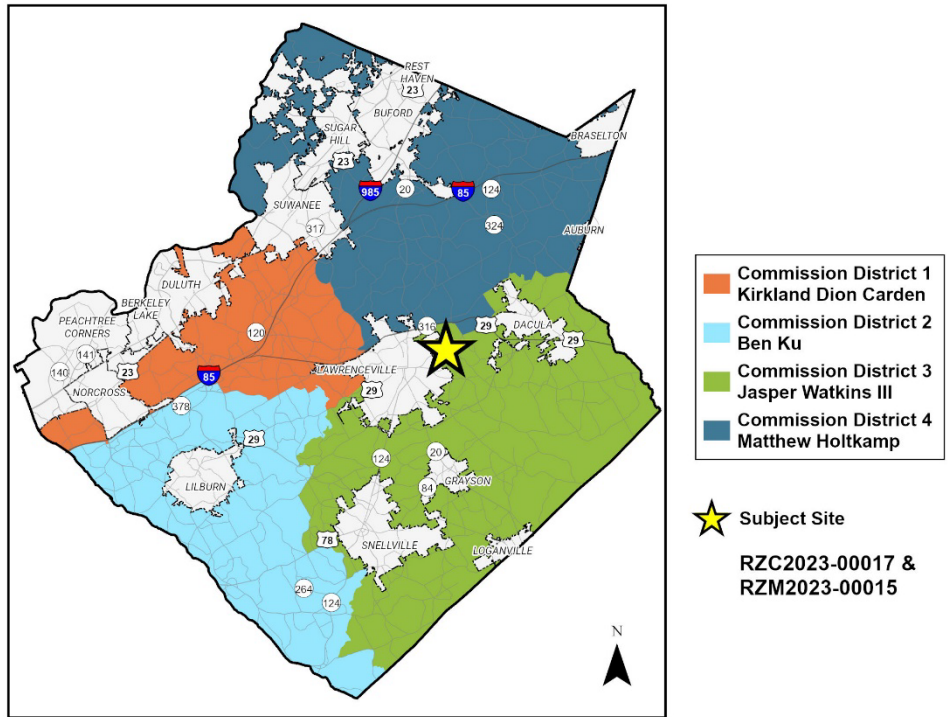 REST
HAVEN
23
BUFORD
SUGAR
HILL
23
BRASELTON
985
20
85
124
SUWANEE
317
324
AUBURN
DULUTH
BERKELEY
LAKE
PEACHTREE
CORNERS
141
140
23
NORCROSS
120
85
378
316
29
DACULA
29
LAWRENCEVILLE
29
29
LILBURN
124
20
84
GRAYSON
78
SNELLVILLE
LOGANVILLE
264
124
N
Commission District 1
Kirkland Dion Carden
Commission District 2
Ben Ku
Commission District 3
Jasper Watkins III
Commission District 4
Matthew Holtkamp
Subject Site
RZC2023-00017 &
RZM2023-00015